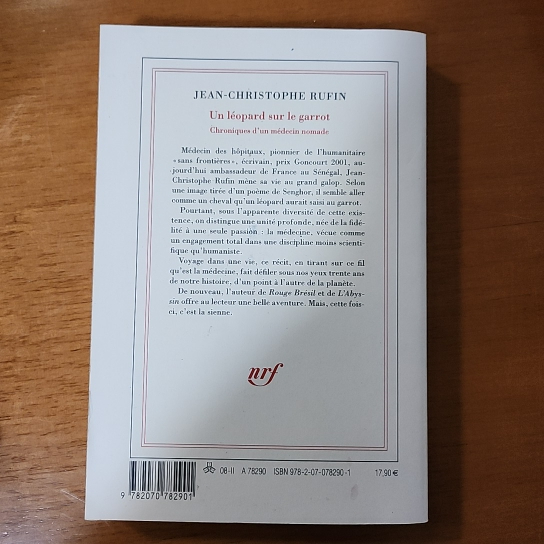 JEAN-CHRISTOPHE RUFIN
Un léopard sur le garrot
Chroniques d'un médecin nomade
Médecin des hôpitaux, pionnier de l'humanitaire
« sans frontières », écrivain, prix Goncourt 2001, au-
jourd'hui ambassadeur de France au Sénégal, Jean-
Christophe Rufin mène sa vie au grand galop. Selon
une image tirée d'un poème de Senghor, il semble aller
comme un cheval qu'un léopard aurait saisi au garrot.
Pourtant, sous l'apparente diversité de cette exis-
tence, on distingue une unité profonde, née de la fidé-
lité à une seule passion : la médecine, vécue comme
un engagement total dans une discipline moins scienti-
fique qu'humaniste.
Voyage dans une vie, ce récit, en tirant sur ce fil
qu'est la médecine, fait défiler sous nos yeux trente ans
de notre histoire, d'un point à l'autre de la planète.
De nouveau, l'auteur de Rouge Brésil et de L'Abys-
sin offre au lecteur une belle aventure. Mais, cette fois-
ci, c'est la sienne.
nrf
08-II A 78290 ISBN 978-2-07-078290-1 17,90 €
9 782070 782901